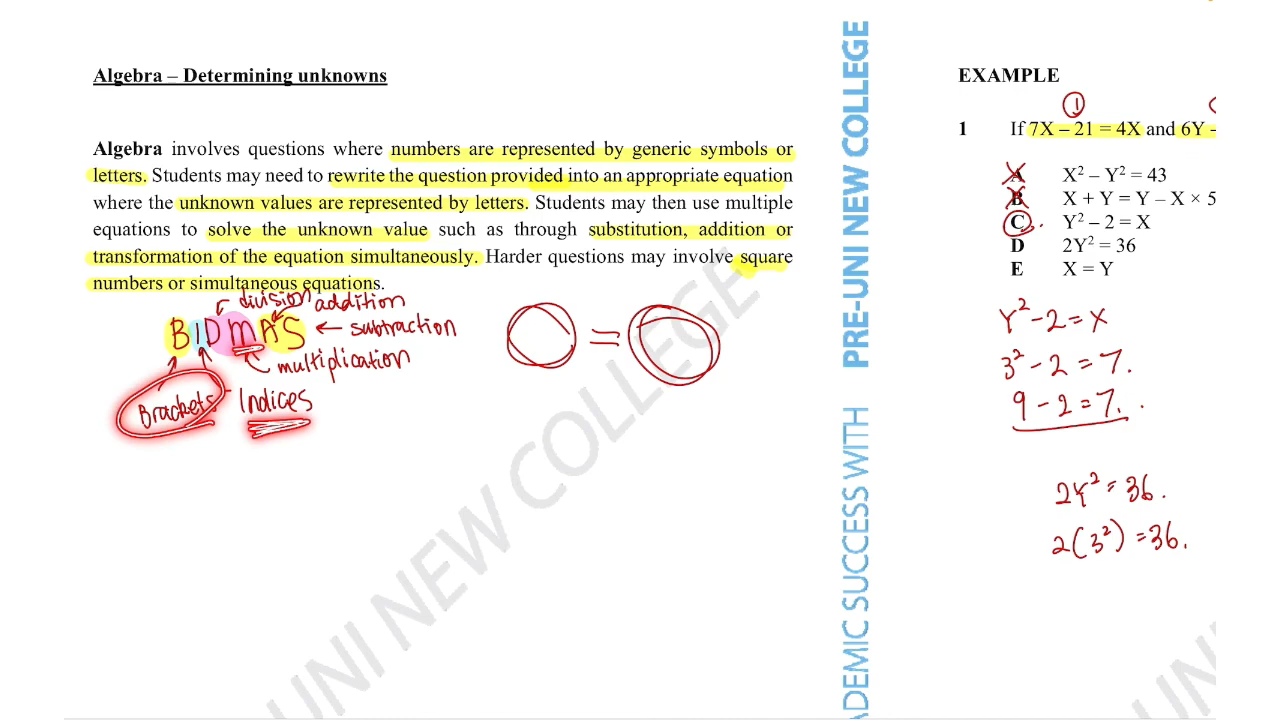 Algebra – Determining unknowns
Algebra involves questions where numbers are represented by generic symbols or
letters. Students may need to rewrite the question provided into an appropriate equation
where the unknown values are represented by letters. Students may then use multiple
equations to solve the unknown value such as through substitution, addition or
transformation of the equation simultaneously. Harder questions may involve square
numbers or simultaneous equations.
division addition
BIDMAS ← subtraction
multiplication
Brackets Indices
=
UNI NEW COLLEGE
ADEMIC SUCCESS WITH PRE-UNI NEW COLLEGE
EXAMPLE
1
1 If 7X – 21 = 4X and 6Y –
A X² – Y² = 43
B X + Y = Y – X × 5
C Y² – 2 = X
D 2Y² = 36
E X = Y
Y² - 2 = X
3² - 2 = 7.
9 - 2 = 7.
2Y² = 36.
2(3²) = 36.